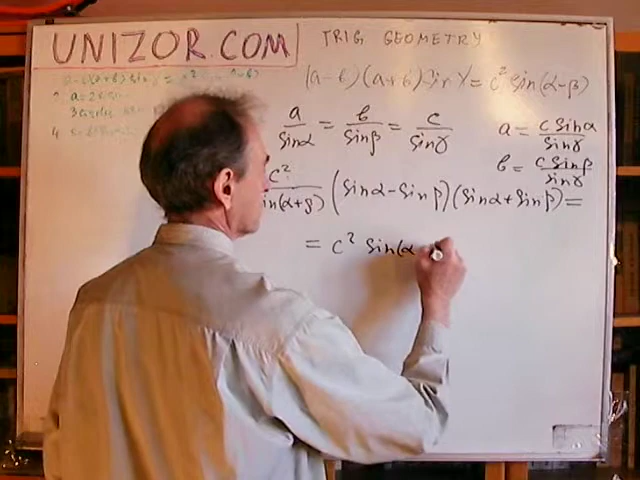 UNIZOR.COM
TRIG GEOMETRY
(a-b)(a+b) sin γ = c² sin(α-β)
a/sinα = b/sinβ = c/sinγ
a = c sinα/sinγ
b = c sinβ/sinγ
c²/in(α+β) (sinα-sinβ)(sinα+sinβ) =
= c² sin(α